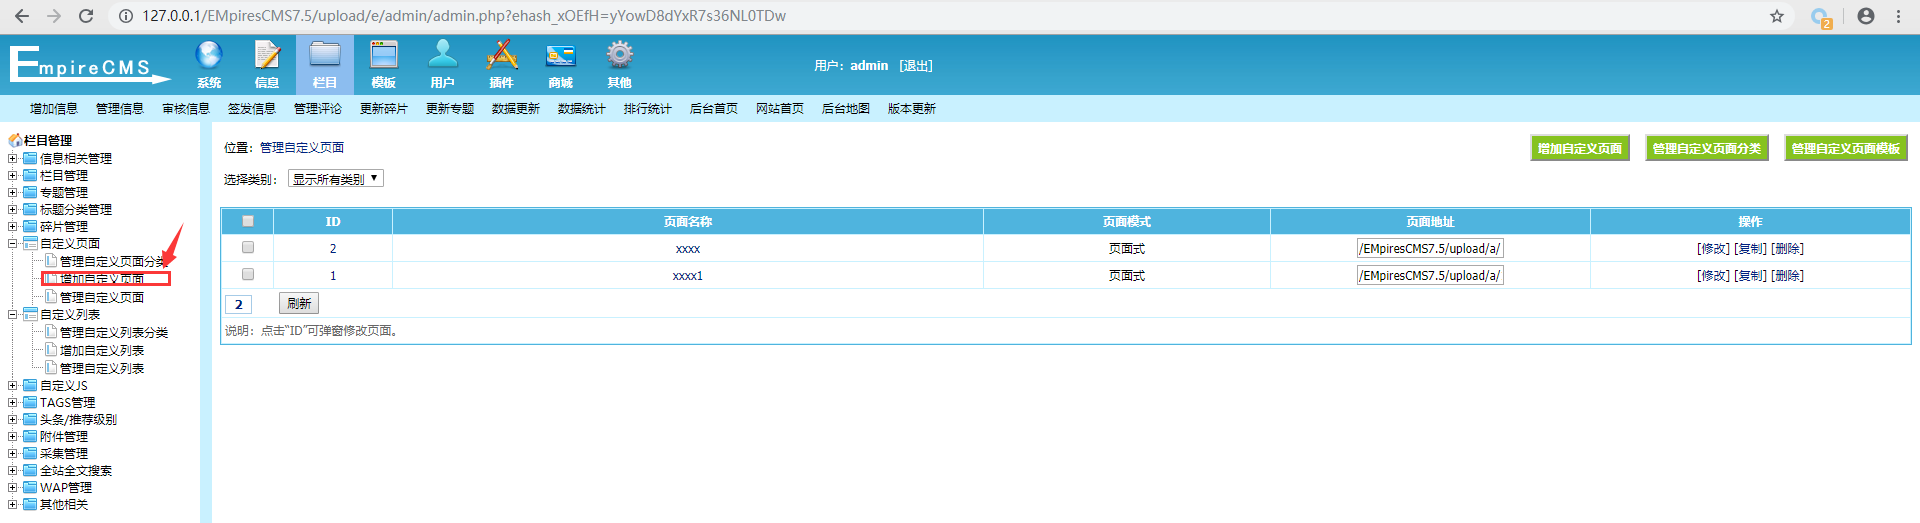 127.0.0.1/EMpiresCMS7.5/upload/e/admin/admin.php?ehash_xOEfH=yYowD8dYxR7s36NL0TDw
2
EmpireCMS
系统 信息 栏目 模板 用户 插件 商城 其他
用户：admin [退出]
增加信息 管理信息 审核信息 签发信息 管理评论 更新碎片 更新专题 数据更新 数据统计 排行统计 后台首页 网站首页 后台地图 版本更新
栏目管理
信息相关管理
栏目管理
专题管理
标题分类管理
碎片管理
自定义页面
管理自定义页面分类
增加自定义页面
管理自定义页面
自定义列表
管理自定义列表分类
增加自定义列表
管理自定义列表
自定义JS
TAGS管理
头条/推荐级别
附件管理
采集管理
全站全文搜索
WAP管理
其他相关
位置：管理自定义页面
增加自定义页面 管理自定义页面分类 管理自定义页面模板
选择类别： 显示所有类别
ID 页面名称 页面模式 页面地址 操作
2 xxxx 页面式 /EMpiresCMS7.5/upload/a/ [修改] [复制] [删除]
1 xxxx1 页面式 /EMpiresCMS7.5/upload/a/ [修改] [复制] [删除]
2 刷新
说明：点击“ID”可弹窗修改页面。